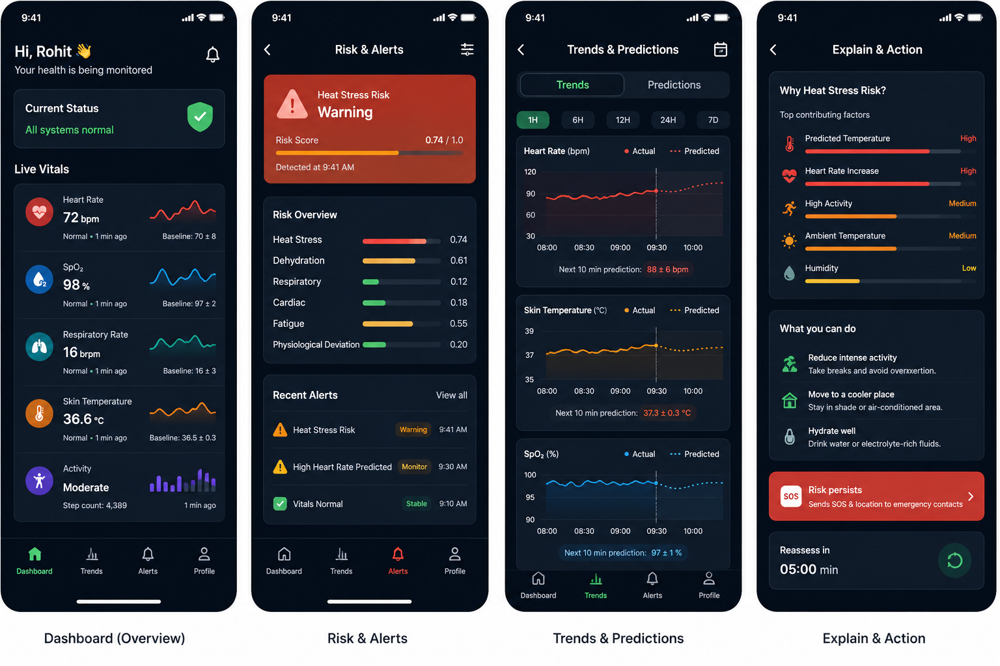 9:41
Hi, Rohit 👋
Your health is being monitored
Current Status
All systems normal
Live Vitals
Heart Rate
72 bpm
Normal • 1 min ago
Baseline: 70 ± 8
SpO₂
O2
98 %
Normal • 1 min ago
Baseline: 97 ± 2
Respiratory Rate
16 brpm
Normal • 1 min ago
Baseline: 16 ± 3
Skin Temperature
36.6 °C
Normal • 1 min ago
Baseline: 36.5 ± 0.3
Activity
Moderate
Step count: 4,389
1 min ago
Dashboard
Trends
Alerts
Profile
Dashboard (Overview)
9:41
Risk & Alerts
Heat Stress Risk
Warning
Risk Score
0.74 / 1.0
Detected at 9:41 AM
Risk Overview
Heat Stress 0.74
Dehydration 0.61
Respiratory 0.12
Cardiac 0.18
Fatigue 0.55
Physiological Deviation 0.20
Recent Alerts
View all
Heat Stress Risk Warning 9:41 AM
High Heart Rate Predicted Monitor 9:30 AM
Vitals Normal Stable 9:10 AM
Dashboard
Trends
Alerts
Profile
Risk & Alerts
9:41
Trends & Predictions
Trends
Predictions
1H 6H 12H 24H 7D
Heart Rate (bpm)
Actual
Predicted
120
90
60
30
08:00 08:30 09:00 09:30 10:00
Next 10 min prediction: 88 ± 6 bpm
Skin Temperature (°C)
Actual
Predicted
39
37
35
08:00 08:30 09:00 09:30 10:00
Next 10 min prediction: 37.3 ± 0.3 °C
SpO₂ (%)
Actual
Predicted
100
95
90
08:00 08:30 09:00 09:30 10:00
Next 10 min prediction: 97 ± 1 %
Dashboard
Trends
Alerts
Profile
Trends & Predictions
9:41
Explain & Action
Why Heat Stress Risk?
Top contributing factors
Predicted Temperature High
Heart Rate Increase High
High Activity Medium
Ambient Temperature Medium
Humidity Low
What you can do
Reduce intense activity
Take breaks and avoid
Move to a cooler place
Stay in shade or air-conditioned area.
Hydrate well
Drink water or electrolyte-rich fluids.
SOS
Risk persists
Sends SOS & location to emergency contacts
Reassess in
05:00 min
Explain & Action